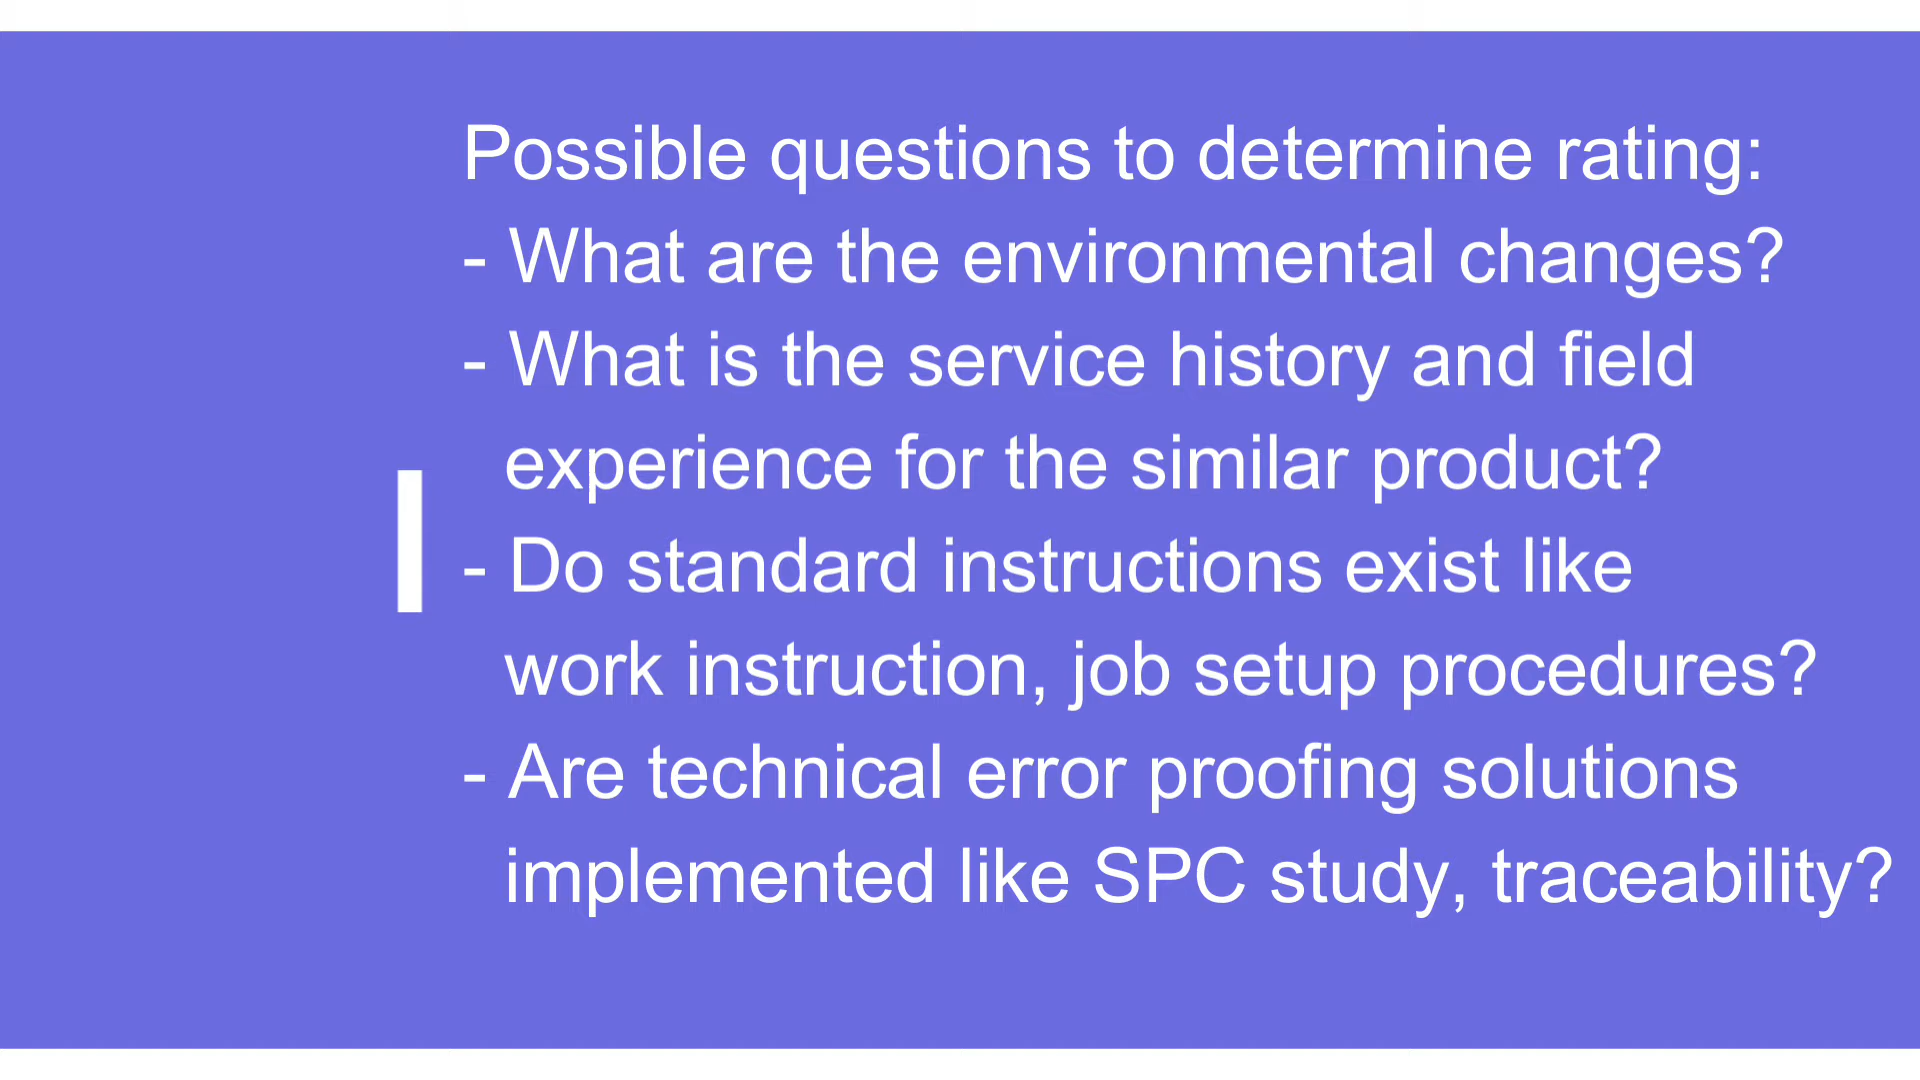 Possible questions to determine rating:
- What are the environmental changes?
- What is the service history and field
experience for the similar product?
- Do standard instructions exist like
work instruction, job setup procedures?
- Are technical error proofing solutions
implemented like SPC study, traceability?